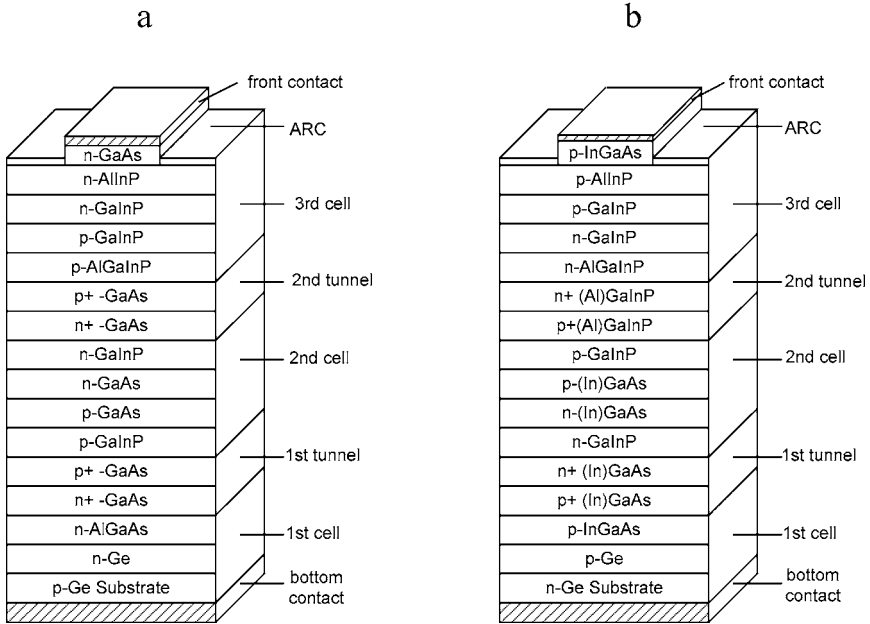 a
front contact
ARC
n-GaAs
n-AlInP
n-GaInP
3rd cell
p-GaInP
p-AlGaInP
2nd tunnel
p+ -GaAs
n+ -GaAs
n-GaInP
2nd cell
n-GaAs
p-GaAs
p-GaInP
1st tunnel
p+ -GaAs
n+ -GaAs
n-AlGaAs
1st cell
n-Ge
p-Ge Substrate
bottom
contact
b
front contact
ARC
p-InGaAs
p-AlInP
p-GaInP
3rd cell
n-GaInP
n-AlGaInP
2nd tunnel
n+ (Al)GaInP
p+(Al)GaInP
p-GaInP
2nd cell
p-(In)GaAs
n-(In)GaAs
n-GaInP
1st tunnel
n+ (In)GaAs
p+ (In)GaAs
p-InGaAs
1st cell
p-Ge
n-Ge Substrate
bottom
contact